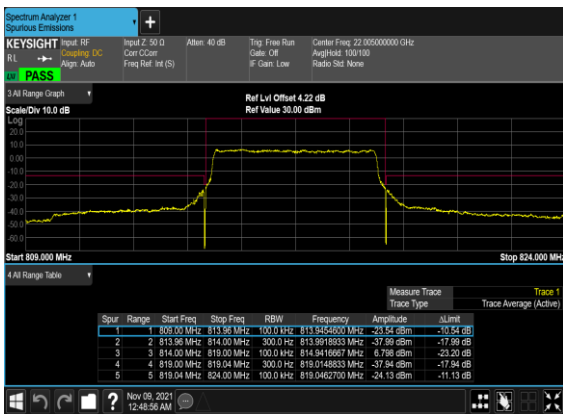 Spectrum Analyzer 1
Spurious Emissions
KEYSIGHT Input: RF Input Z: 50 Ω Atten: 40 dB Trig: Free Run Center Freq: 22.005000000 GHz
RL Coupling: DC Corr CCorr Gate: Off Avg|Hold: 100/100
Align: Auto Freq Ref: Int (S) IF Gain: Low Radio Std: None
PASS
3 All Range Graph
Ref Lvl Offset 4.22 dB
Scale/Div 10.0 dB Ref Value 30.00 dBm
Log
20.0
10.0
0.00
-10.0
-20.0
-30.0
-40.0
-50.0
-60.0
Start 809.000 MHz Stop 824.000 MHz
4 All Range Table
Measure Trace Trace 1
Trace Type Trace Average (Active)
Spur Range Start Freq Stop Freq RBW Frequency Amplitude ΔLimit
1 1 809.00 MHz 813.96 MHz 100.0 kHz 813.9454600 MHz -23.54 dBm -10.54 dB
2 2 813.96 MHz 814.00 MHz 300.0 Hz 813.9918933 MHz -37.99 dBm -17.99 dB
3 3 814.00 MHz 819.00 MHz 100.0 kHz 814.9416667 MHz 6.798 dBm -23.20 dB
4 4 819.00 MHz 819.04 MHz 300.0 Hz 819.0148833 MHz -37.94 dBm -17.94 dB
5 5 819.04 MHz 824.00 MHz 100.0 kHz 819.0462700 MHz -24.13 dBm -11.13 dB
? Nov 09, 2021
12:48:56 AM